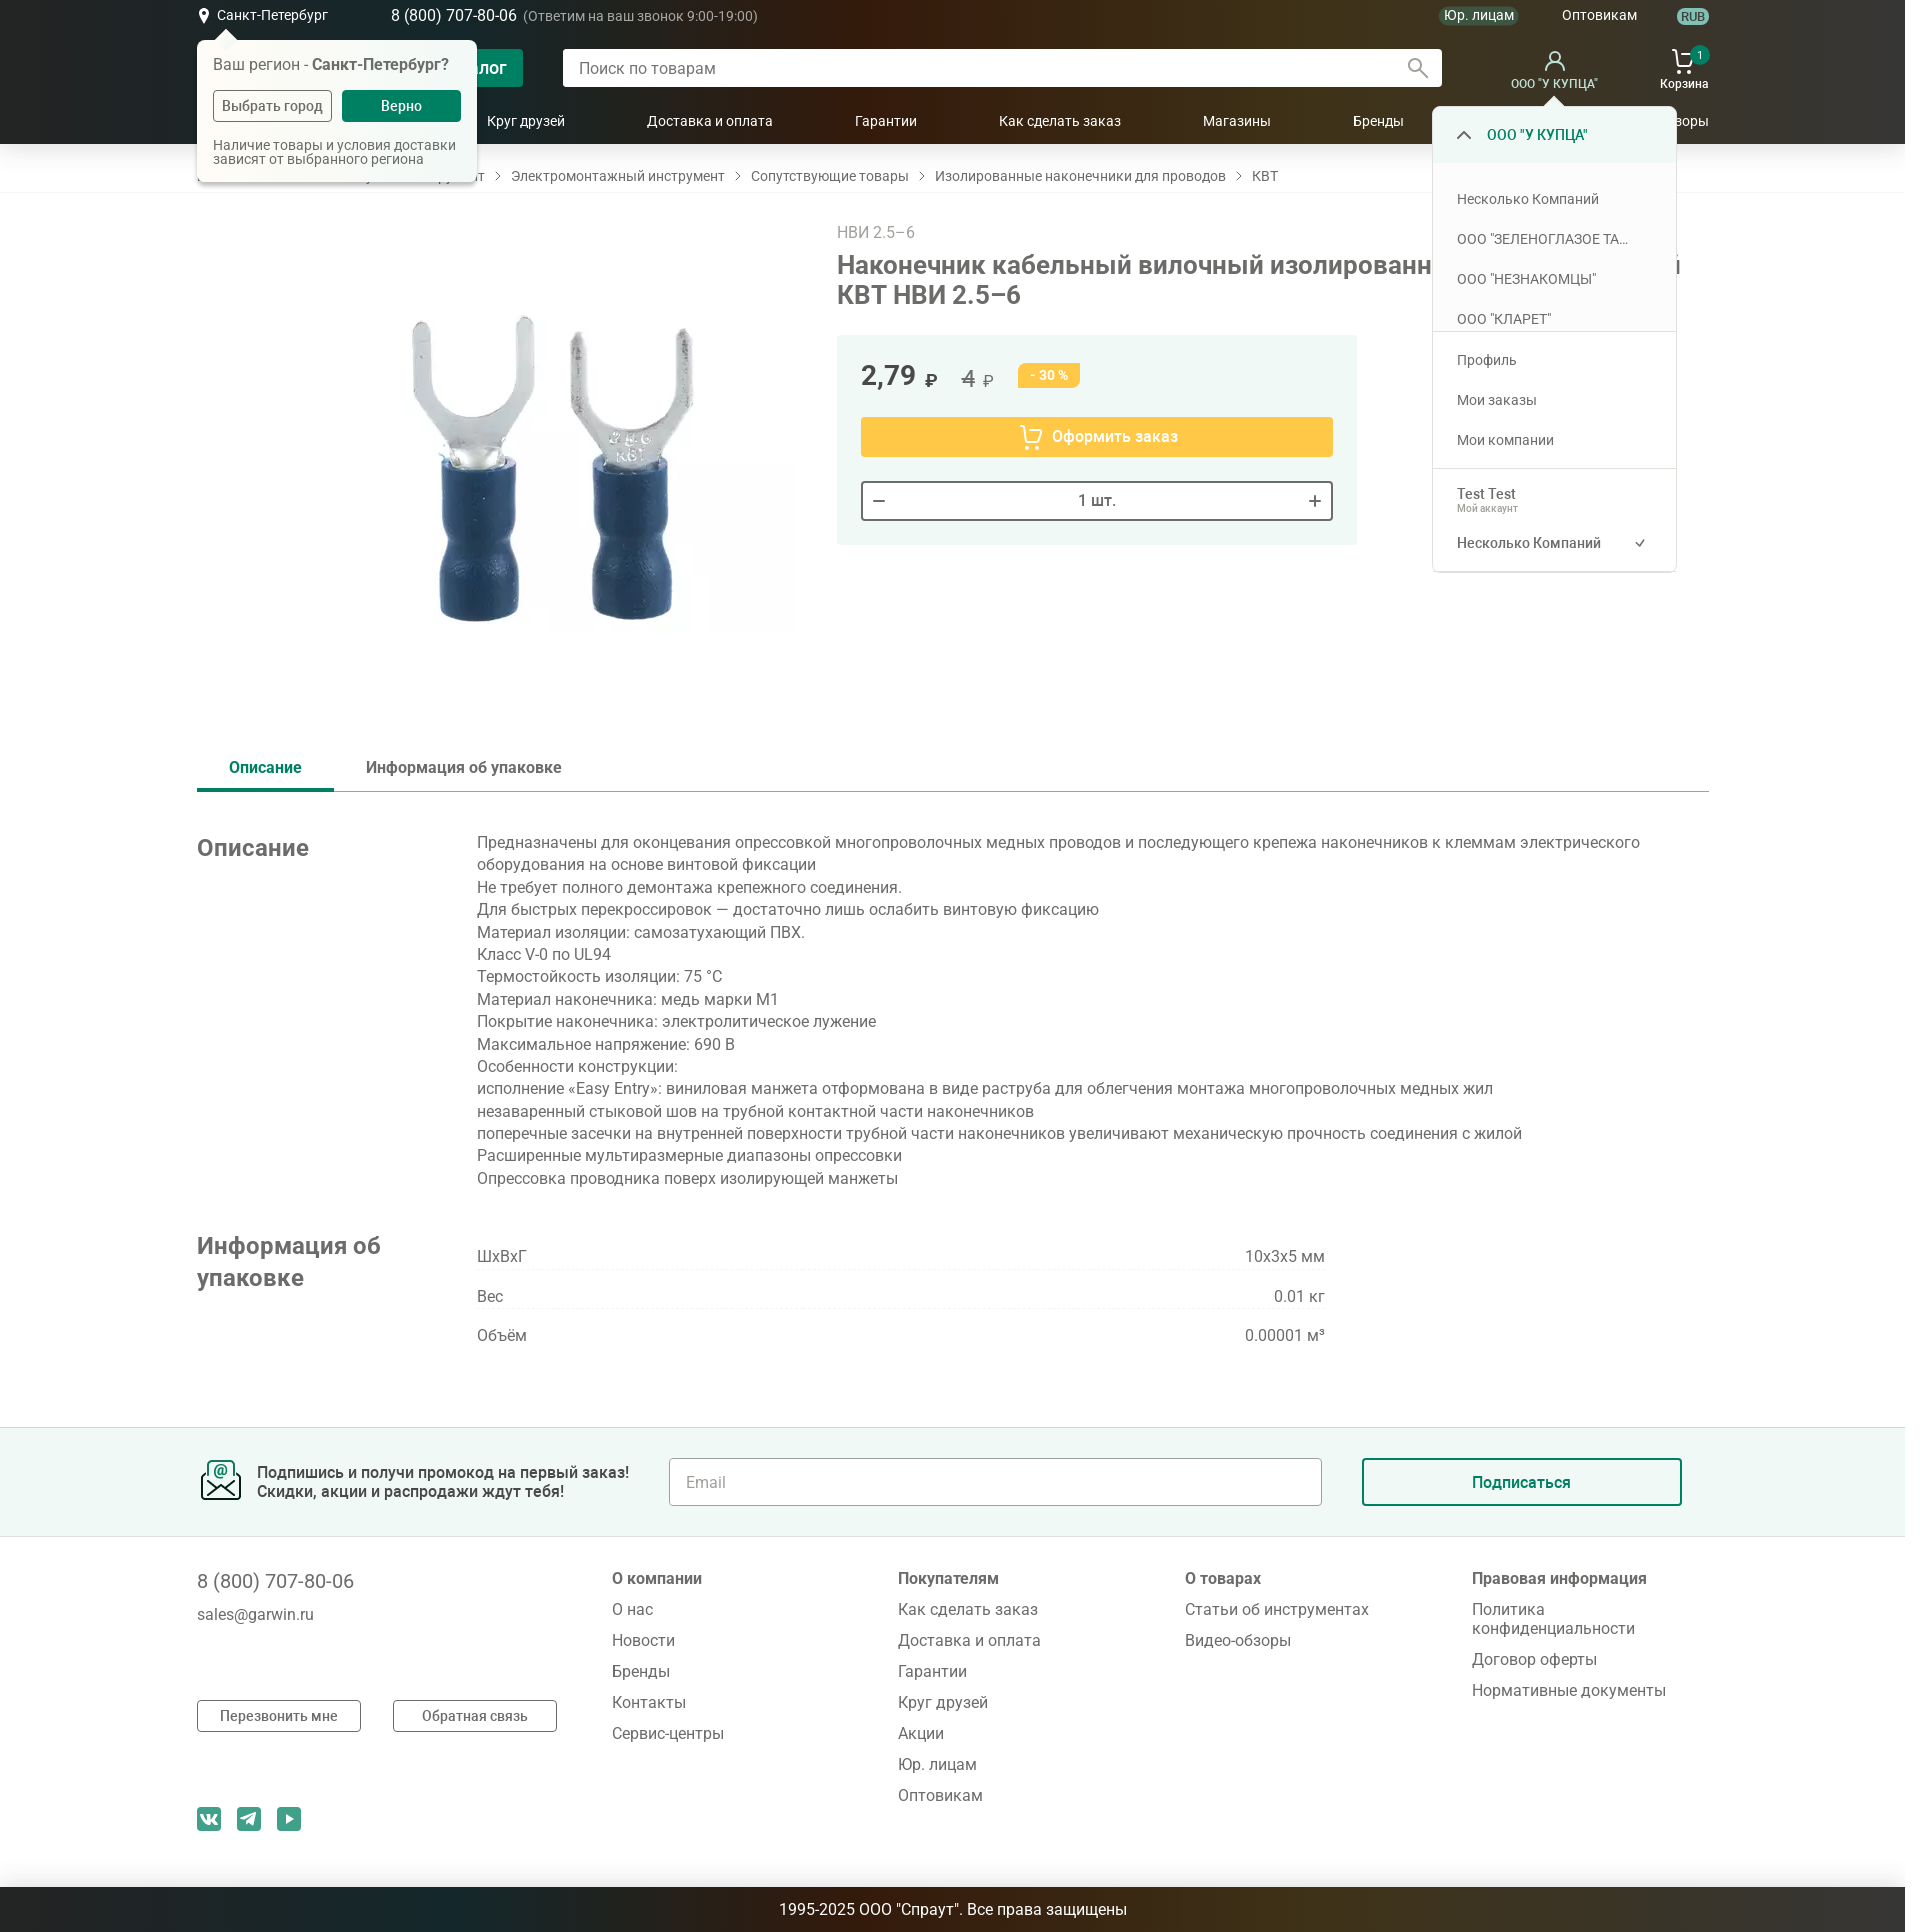 Санкт-Петербург
8 (800) 707-80-06 (Ответим на ваш звонок 9:00-19:00)
Юр. лицам
Оптовикам
RUB
Ваш регион - Санкт-Петербург?
Выбрать город
Верно
Наличие товары и условия доставки
зависят от выбранного региона
Поиск по товарам
ООО "У КУПЦА"
1
Корзина
Круг друзей
Доставка и оплата
Гарантии
Как сделать заказ
Магазины
Бренды
Электромонтажный инструмент
Сопутствующие товары
Изолированные наконечники для проводов
КВТ
ООО "У КУПЦА"
Несколько Компаний
ООО "ЗЕЛЕНОГЛАЗОЕ ТА...
ООО "НЕЗНАКОМЦЫ"
ООО "КЛАРЕТ"
Профиль
Мои заказы
Мои компании
Test Test
Мой аккаунт
Несколько Компаний
НВИ 2.5–6
Наконечник кабельный вилочный
КВТ НВИ 2.5–6
2,79 ₽
4 ₽
- 30 %
Оформить заказ
1 шт.
Описание
Информация об упаковке
Описание
Предназначены для оконцевания опрессовкой многопроволочных медных проводов и последующего крепежа наконечников к клеммам электрического
оборудования на основе винтовой фиксации
Не требует полного демонтажа крепежного соединения.
Для быстрых перекроссировок — достаточно лишь ослабить винтовую фиксацию
Материал изоляции: самозатухающий ПВХ.
Класс V-0 по UL94
Термостойкость изоляции: 75 °C
Материал наконечника: медь марки М1
Покрытие наконечника: электролитическое лужение
Максимальное напряжение: 690 В
Особенности конструкции:
исполнение «Easy Entry»: виниловая манжета отформована в виде раструба для облегчения монтажа многопроволочных медных жил
незаваренный стыковой шов на трубной контактной части наконечников
поперечные засечки на внутренней поверхности трубной части наконечников увеличивают механическую прочность соединения с жилой
Расширенные мультиразмерные диапазоны опрессовки
Опрессовка проводника поверх изолирующей манжеты
Информация об
упаковке
ШхВхГ
10x3x5 мм
Вес
0.01 кг
Объём
0.00001 м³
Подпишись и получи промокод на первый заказ!
Скидки, акции и распродажи ждут тебя!
Email
Подписаться
8 (800) 707-80-06
sales@garwin.ru
Перезвонить мне
Обратная связь
О компании
О нас
Новости
Бренды
Контакты
Сервис-центры
Покупателям
Как сделать заказ
Доставка и оплата
Гарантии
Круг друзей
Акции
Юр. лицам
Оптовикам
О товарах
Статьи об инструментах
Видео-обзоры
Правовая информация
Политика
конфиденциальности
Договор оферты
Нормативные документы
1995-2025 ООО "Спраут". Все права защищены